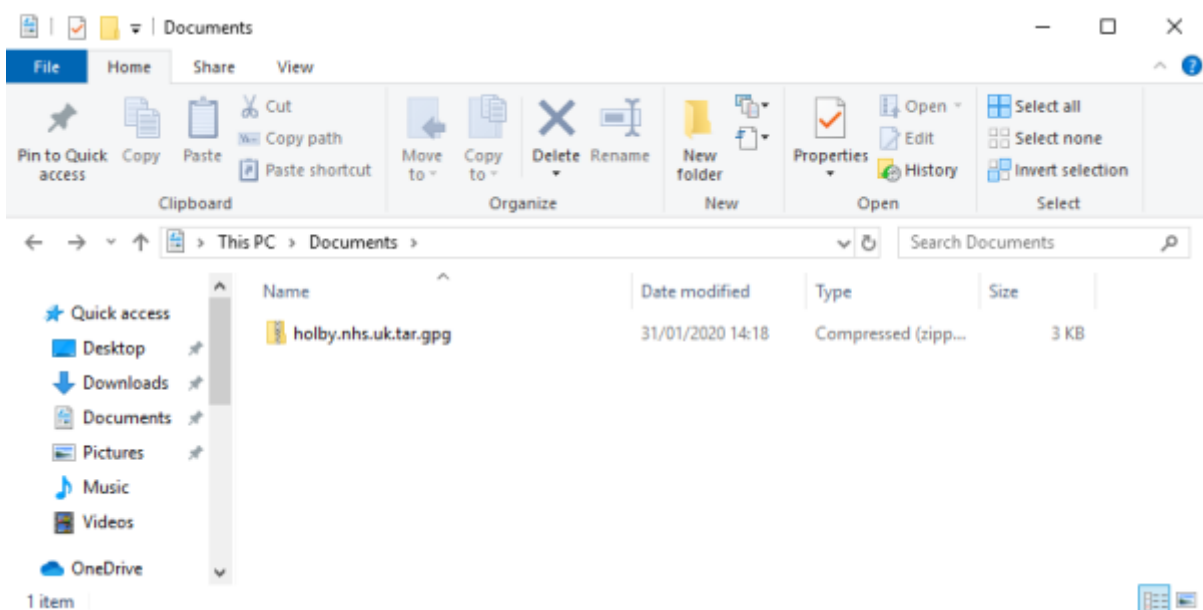 Documents
File Home Share View
Cut
Copy path
Paste shortcut
Pin to Quick access
Copy
Paste
Move to
Copy to
Delete
Rename
New folder
Properties
Open
Edit
History
Select all
Select none
Invert selection
Clipboard Organize New Open Select
This PC > Documents >
Search Documents
Name Date modified Type Size
holby.nhs.uk.tar.gpg 31/01/2020 14:18 Compressed (zipp... 3 KB
Quick access
Desktop
Downloads
Documents
Pictures
Music
Videos
OneDrive
1 item